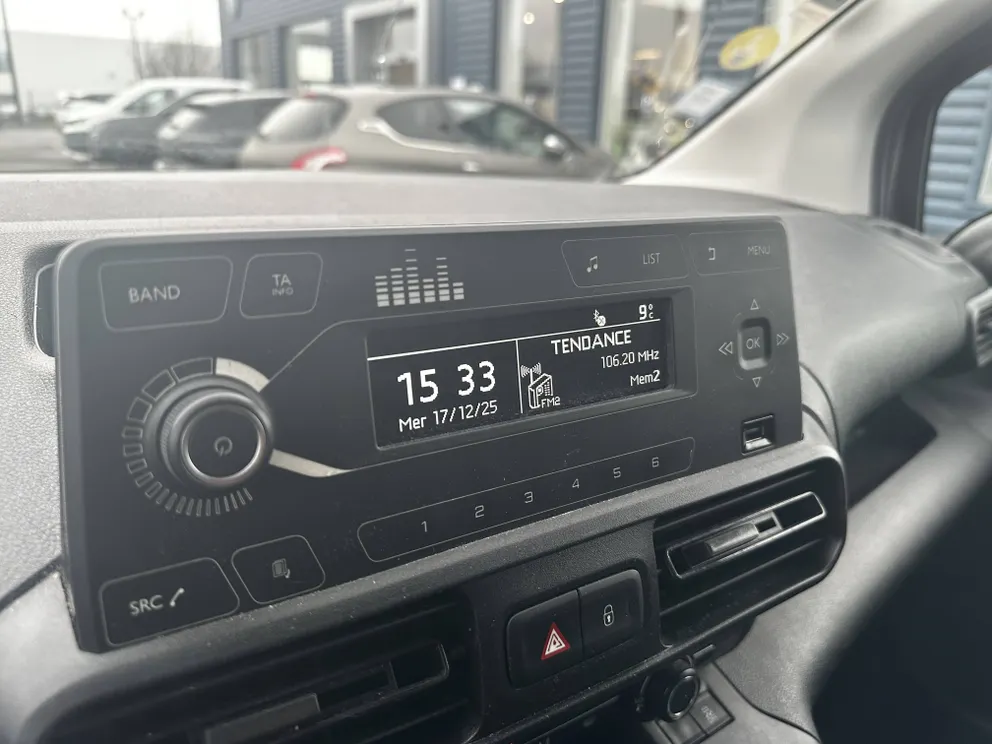 BAND
TA
INFO
LIST
MENU
9°C
TENDANCE
106.20 MHz
Mem2
FM2
15 33
Mer 17/12/25
OK
1 2 3 4 5 6
SRC